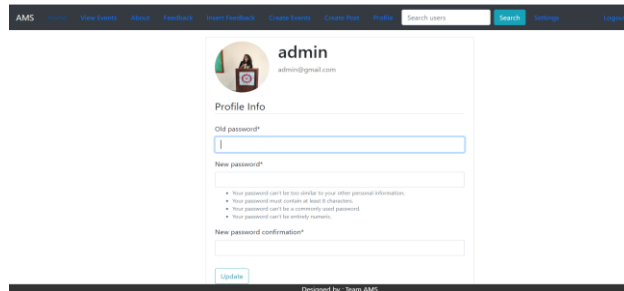 AMS Home View Events About Feedback Insert Feedback Create Events Create Post Profile Search users Search Settings Logout
admin
admin@gmail.com
Profile Info
Old password*
New password*
Your password can't be too similar to your other personal information.
Your password must contain at least 8 characters.
Your password can't be a commonly used password.
Your password can't be entirely numeric.
New password confirmation*
Update
Designed by : Team AMS